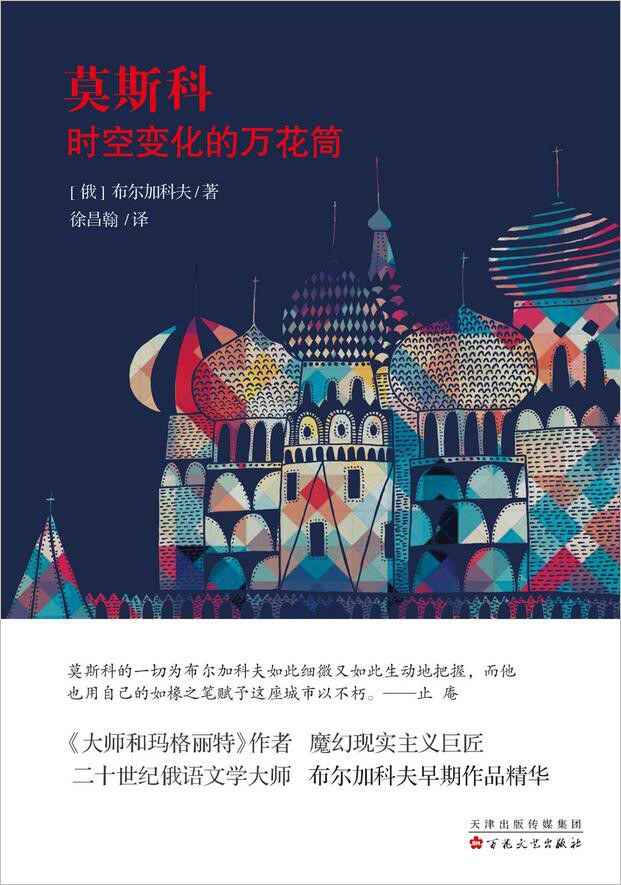 莫斯科
时空变化的万花筒
[ 俄 ] 布尔加科夫/著
徐昌翰 /译
莫斯科的一切为布尔加科夫如此细微又如此生动地把握，而他
也用自己的如椽之笔赋予这座城市以不朽。——止 庵
《大师和玛格丽特》作者 魔幻现实主义巨匠
二十世纪俄语文学大师 布尔加科夫早期作品精华
天津出版传媒集团
百花文艺出版社